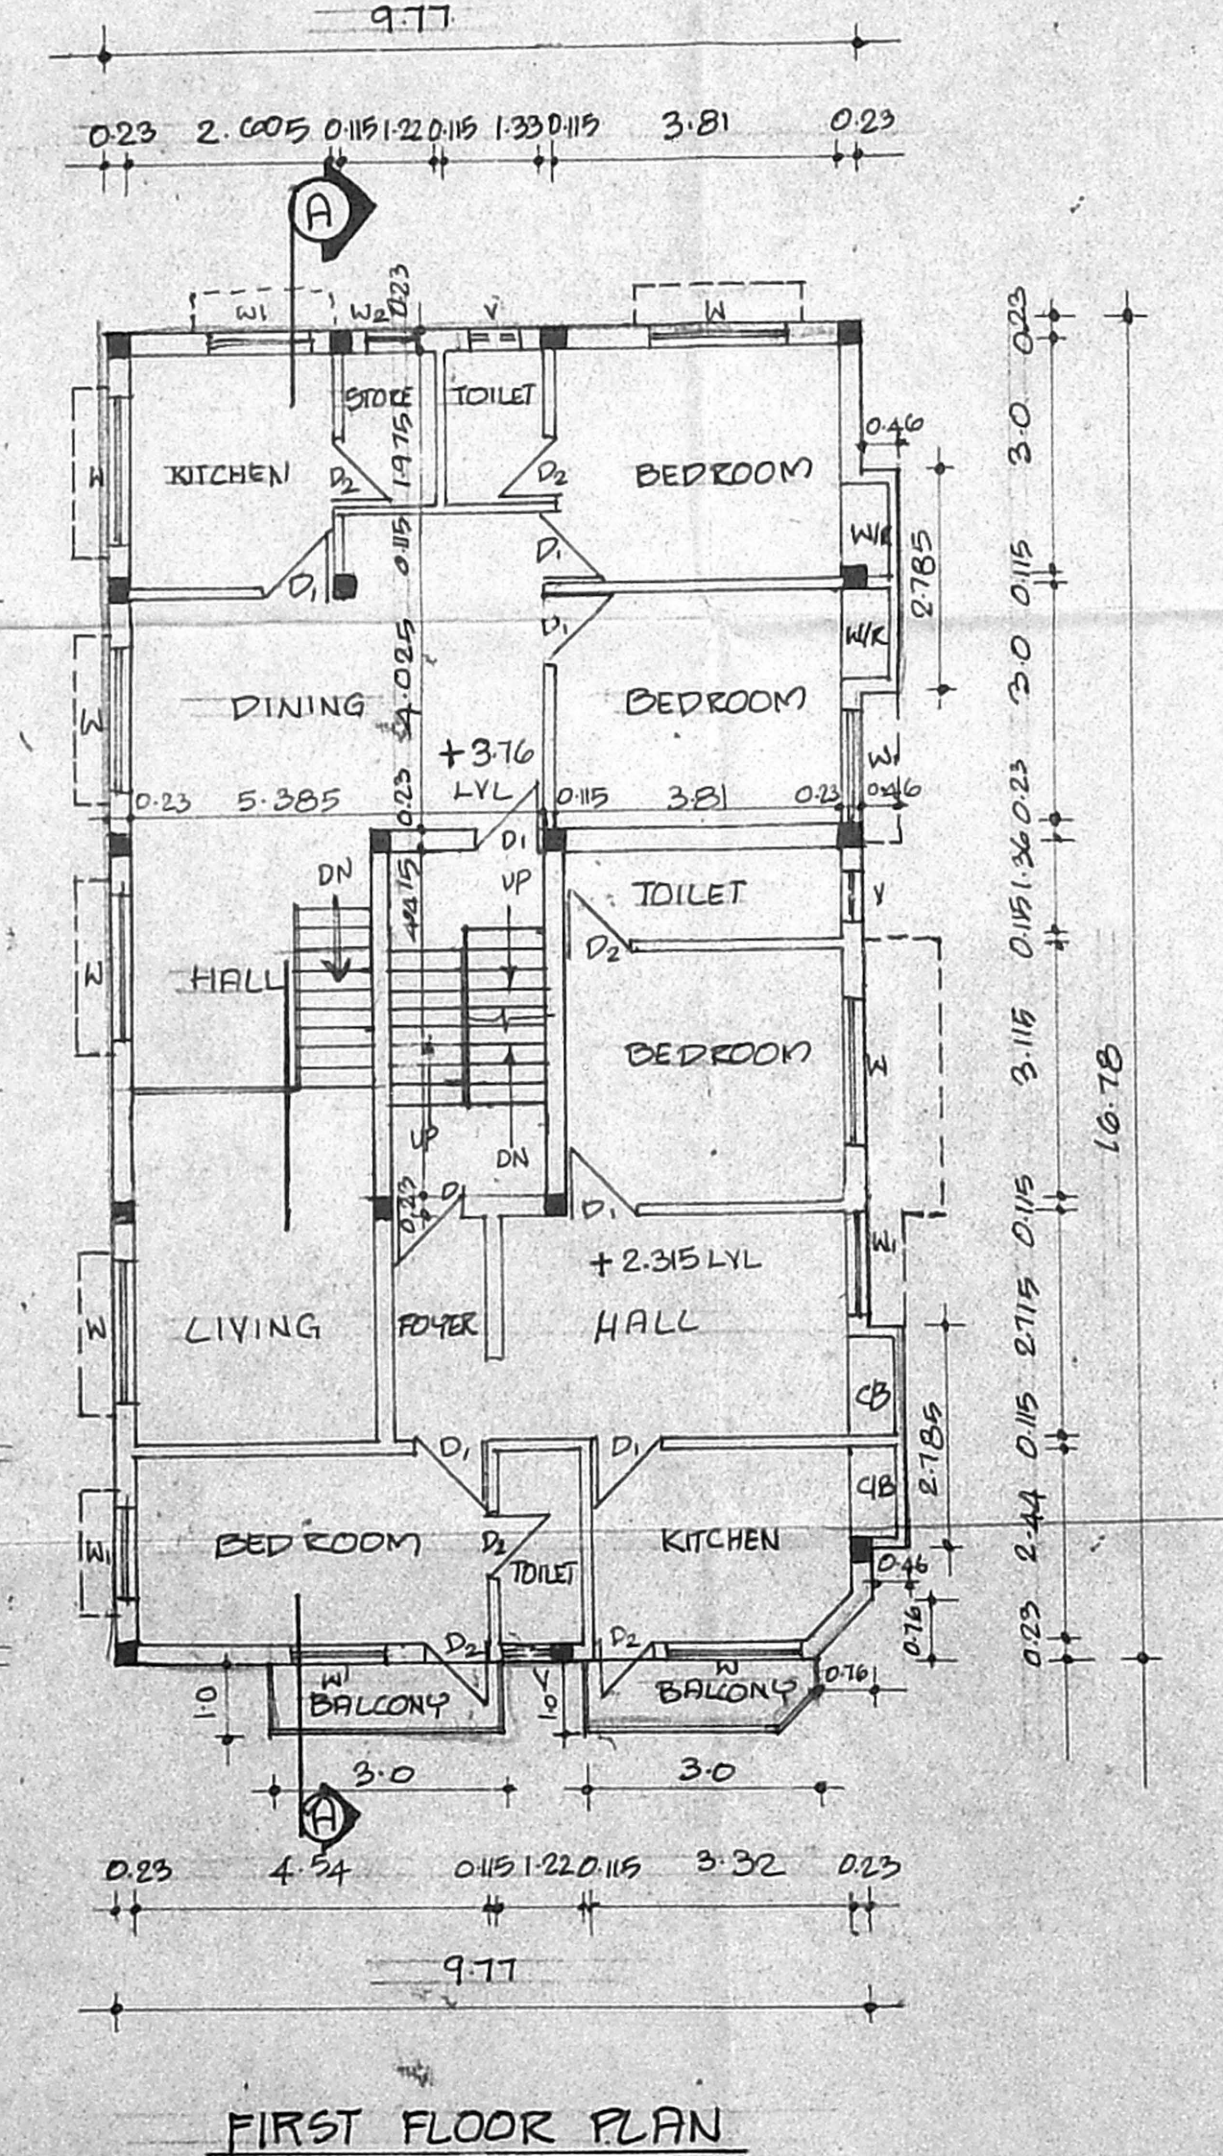 9.77
0.23 2.6005 0.115 1.22 0.115 1.33 0.115 3.81 0.23
A
W1 W2 0.23 V W
0.23
STORE TOILET
0.46
3.0
W KITCHEN D2 1.975 D2 BEDROOM
W/R
2.785
D1 0.115 D1
0.115
D1 W/R
DINING 4.025 BEDROOM
3.0
W
+3.76
LVL
W
0.23 5.385 0.23 0.115 3.81 0.23 0.46
0.23
D1
DN 4.475 UP TOILET V
1.36
D2
0.115
W HALL
BEDROOM W
3.115
16.78
UP DN
0.23 D1 D1
0.115
+2.315 LVL W1
W LIVING FOYER HALL
2.715
CB
2.785
D1 D1
0.115
CB
W1 BEDROOM D2 TOILET KITCHEN
2.44
0.46
0.76
D2 D2
0.23
W1 V W 0.76
1.0 BALCONY 1.0 BALCONY
3.0 3.0
A
0.23 4.54 0.115 1.22 0.115 3.32 0.23
9.77
FIRST FLOOR PLAN